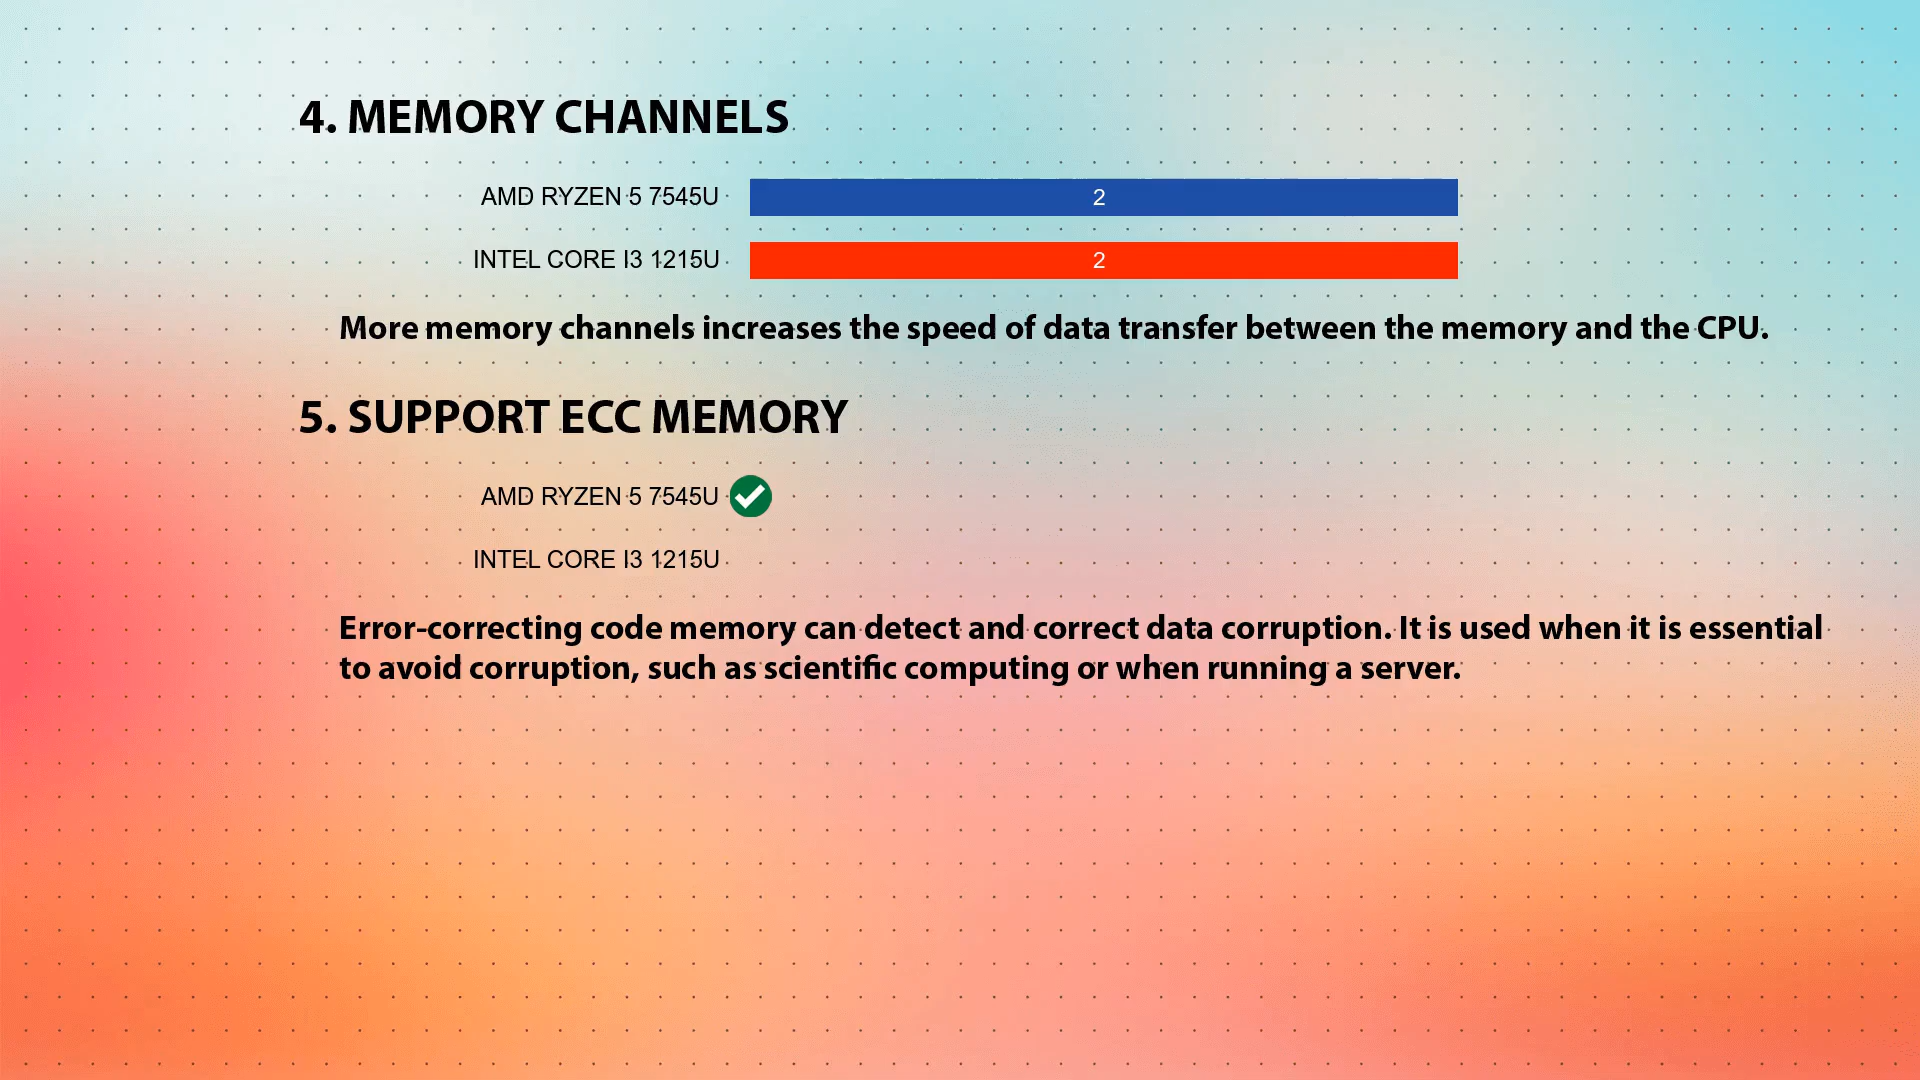 4. MEMORY CHANNELS
AMD RYZEN 5 7545U
2
INTEL CORE I3 1215U
2
More memory channels increases the speed of data transfer between the memory and the CPU.
5. SUPPORT ECC MEMORY
AMD RYZEN 5 7545U
INTEL CORE I3 1215U
Error-correcting code memory can detect and correct data corruption. It is used when it is essential
to avoid corruption, such as scientific computing or when running a server.